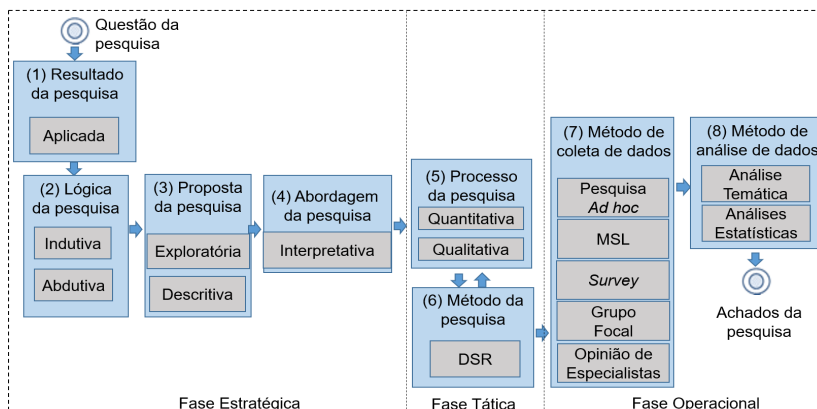 Questão da
pesquisa
(1) Resultado
da pesquisa
Aplicada
(2) Lógica
da pesquisa
Indutiva
Abdutiva
(3) Proposta
da pesquisa
Exploratória
Descritiva
(4) Abordagem
da pesquisa
Interpretativa
Fase Estratégica
(5) Processo
da pesquisa
Quantitativa
Qualitativa
(6) Método da
pesquisa
DSR
Fase Tática
(7) Método de
coleta de dados
Pesquisa
Ad hoc
MSL
Survey
Grupo
Focal
Opinião de
Especialistas
(8) Método de
análise de dados
Análise
Temática
Análises
Estatísticas
Achados da
pesquisa
Fase Operacional